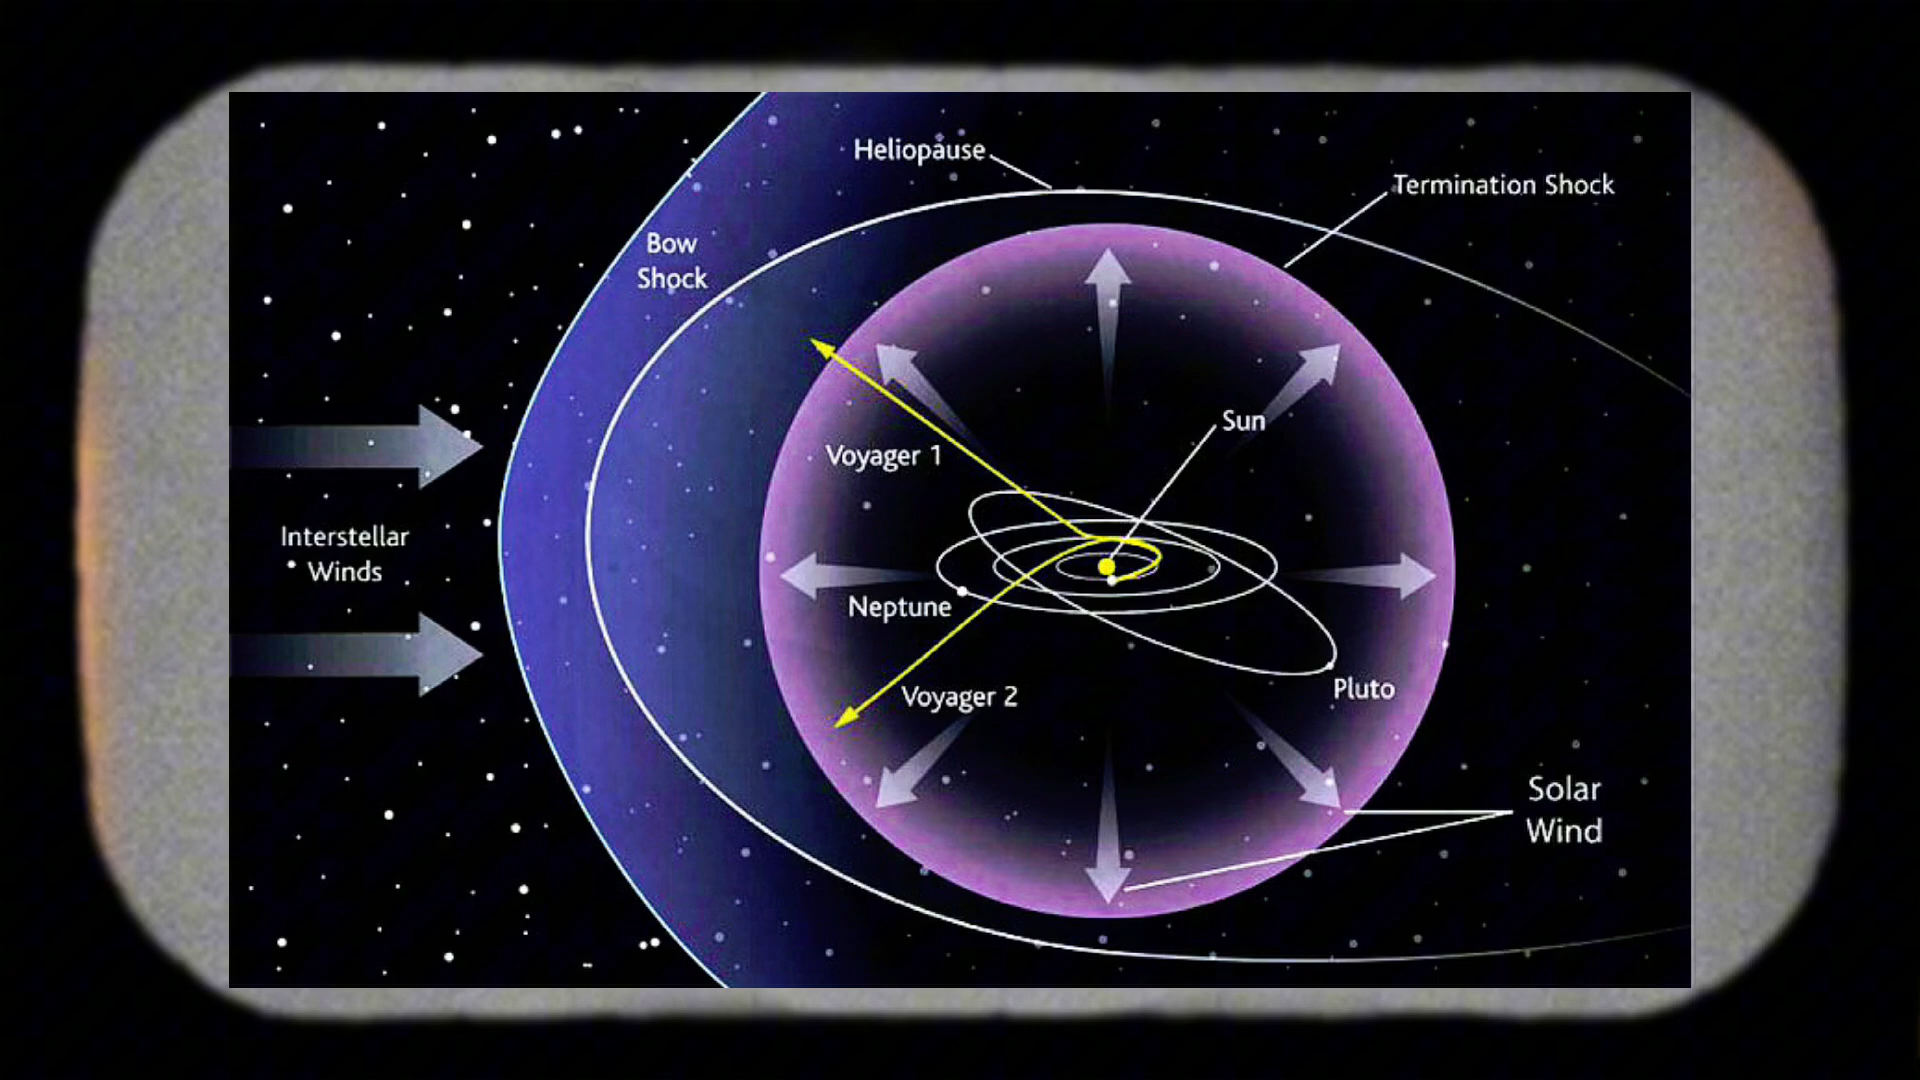 Heliopause
Termination Shock
Bow
Shock
Sun
Voyager 1
Interstellar
Winds
Neptune
Voyager 2
Pluto
Solar
Wind